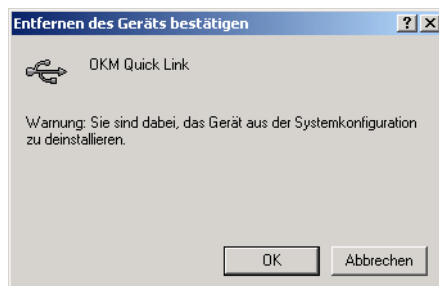 Entfernen des Geräts bestätigen
OKM Quick Link
Warnung: Sie sind dabei, das Gerät aus der Systemkonfiguration
zu deinstallieren.
OK
Abbrechen